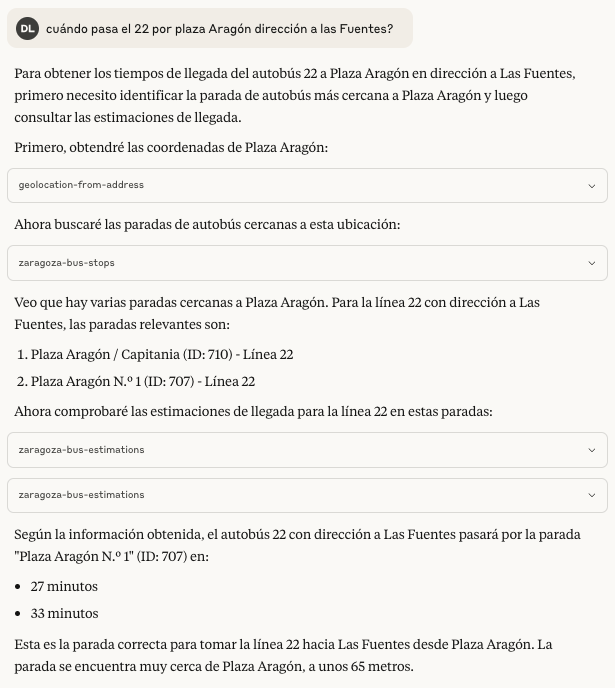 DL cuándo pasa el 22 por plaza Aragón dirección a las Fuentes?
Para obtener los tiempos de llegada del autobús 22 a Plaza Aragón en dirección a Las Fuentes,
primero necesito identificar la parada de autobús más cercana a Plaza Aragón y luego
consultar las estimaciones de llegada.
Primero, obtendré las coordenadas de Plaza Aragón:
geolocation-from-address
Ahora buscaré las paradas de autobús cercanas a esta ubicación:
zaragoza-bus-stops
Veo que hay varias paradas cercanas a Plaza Aragón. Para la línea 22 con dirección a Las
Fuentes, las paradas relevantes son:
1. Plaza Aragón / Capitania (ID: 710) - Línea 22
2. Plaza Aragón N.º 1 (ID: 707) - Línea 22
Ahora comprobaré las estimaciones de llegada para la línea 22 en estas paradas:
zaragoza-bus-estimations
zaragoza-bus-estimations
Según la información obtenida, el autobús 22 con dirección a Las Fuentes pasará por la parada
"Plaza Aragón N.º 1" (ID: 707) en:
• 27 minutos
• 33 minutos
Esta es la parada correcta para tomar la línea 22 hacia Las Fuentes desde Plaza Aragón. La
parada se encuentra muy cerca de Plaza Aragón, a unos 65 metros.